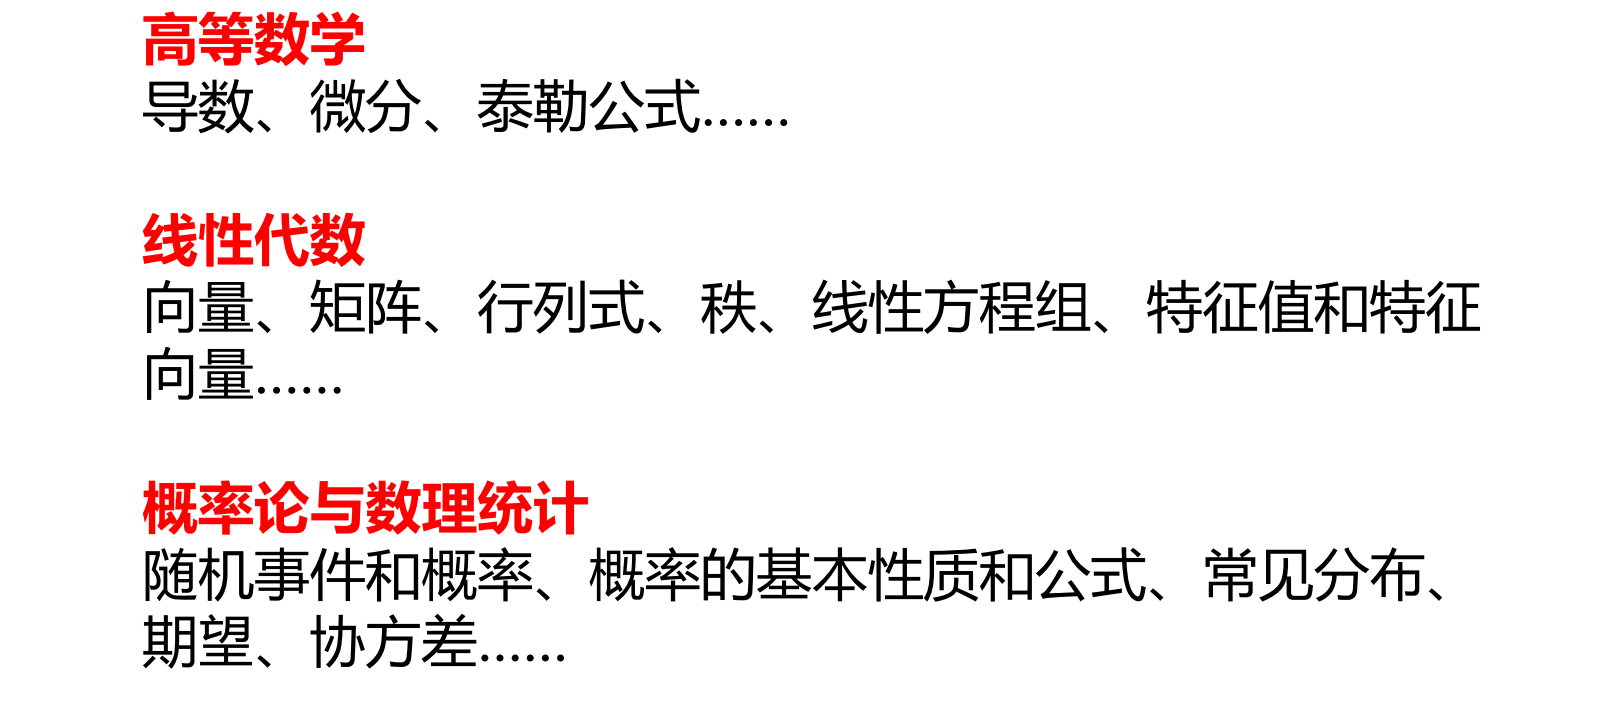 高等数学
导数、微分、泰勒公式……
线性代数
向量、矩阵、行列式、秩、线性方程组、特征值和特征
向量……
概率论与数理统计
随机事件和概率、概率的基本性质和公式、常见分布、
期望、协方差……